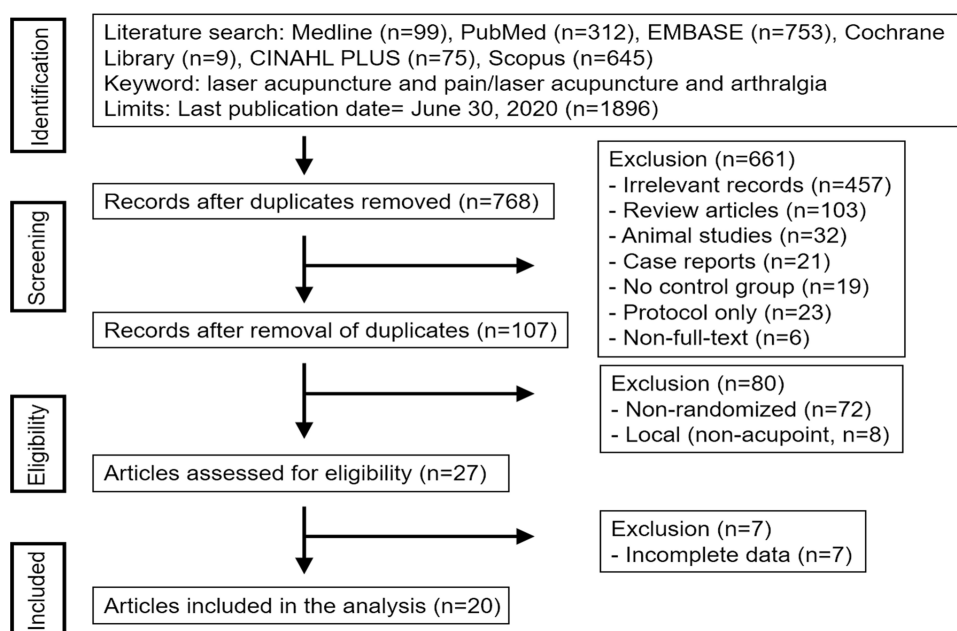 Identification
Literature search: Medline (n=99), PubMed (n=312), EMBASE (n=753), Cochrane
Library (n=9), CINAHL PLUS (n=75), Scopus (n=645)
Keyword: laser acupuncture and pain/laser acupuncture and arthralgia
Limits: Last publication date= June 30, 2020 (n=1896)
Screening
Records after duplicates removed (n=768)
Exclusion (n=661)
- Irrelevant records (n=457)
- Review articles (n=103)
- Animal studies (n=32)
- Case reports (n=21)
- No control group (n=19)
- Protocol only (n=23)
- Non-full-text (n=6)
Records after removal of duplicates (n=107)
Exclusion (n=80)
- Non-randomized (n=72)
- Local (non-acupoint, n=8)
Eligibility
Articles assessed for eligibility (n=27)
Exclusion (n=7)
- Incomplete data (n=7)
Included
Articles included in the analysis (n=20)